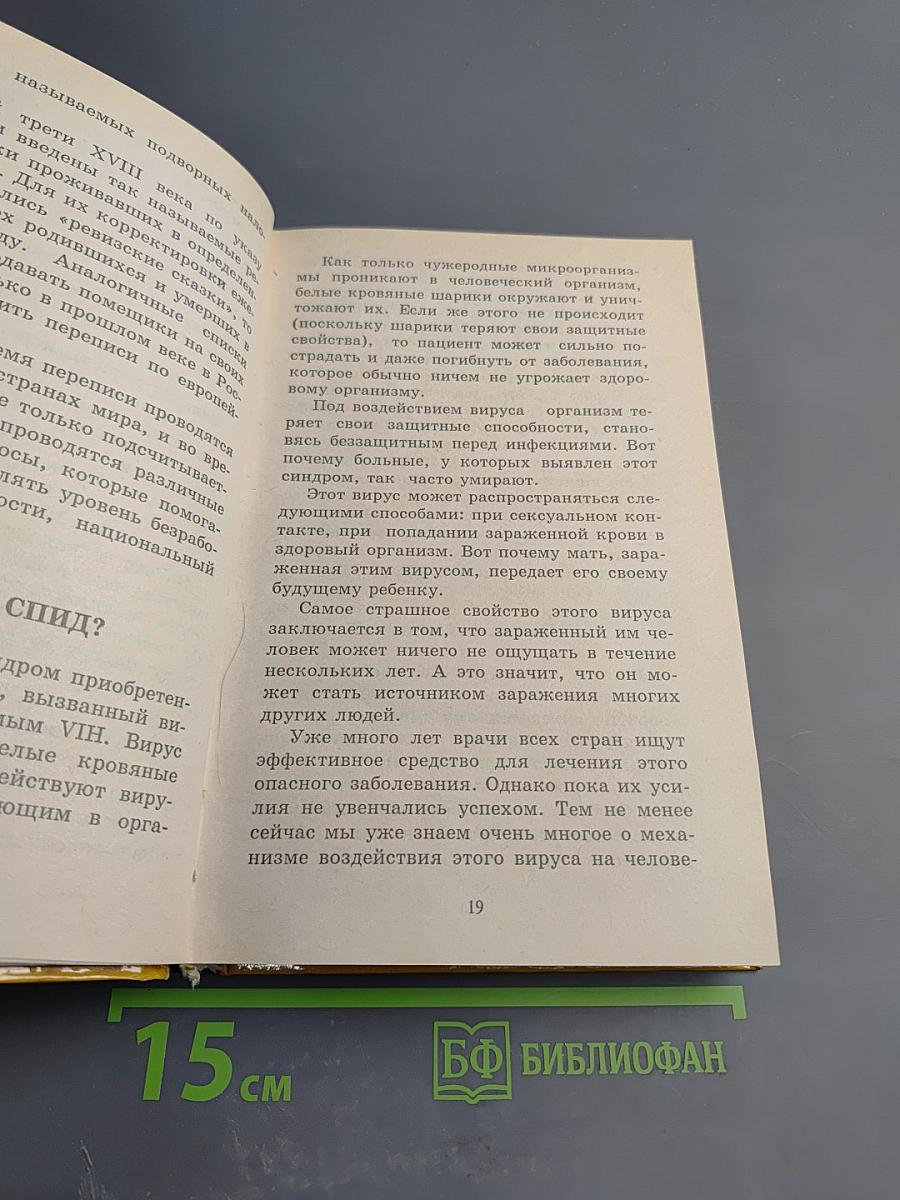 называемых подворных нало-
трети XVIII века по указу
введены так называемые ре-
проживавших в определен-
Для их корректировки еже-
«ревизские сказки», то
родившихся и умерших в
Аналогичные списки
помещики на своих
в прошлом веке в Рос-
переписи по европей-
переписи проводятся
странах мира, и во вре-
только подсчитывает-
проводятся различные
которые помога-
уровень безрабо-
национальный
СПИД?
приобретен-
вызванный ви-
VIH. Вирус
кровяные
виру-
в орга-
Как только чужеродные микроорганиз-
мы проникают в человеческий организм,
белые кровяные шарики окружают и унич-
тожают их. Если же этого не происходит
(поскольку шарики теряют свои защитные
свойства), то пациент может сильно по-
страдать и даже погибнуть от заболевания,
которое обычно ничем не угрожает здоро-
вому организму.
Под воздействием вируса организм те-
ряет свои защитные способности, стано-
вясь беззащитным перед инфекциями. Вот
почему больные, у которых выявлен этот
синдром, так часто умирают.
Этот вирус может распространяться сле-
дующими способами: при сексуальном кон-
такте, при попадании зараженной крови в
здоровый организм. Вот почему мать, зара-
женная этим вирусом, передает его своему
будущему ребенку.
Самое страшное свойство этого вируса
заключается в том, что зараженный им че-
ловек может ничего не ощущать в течение
нескольких лет. А это значит, что он мо-
жет стать источником заражения многих
других людей.
Уже много лет врачи всех стран ищут
эффективное средство для лечения этого
опасного заболевания. Однако пока их уси-
лия не увенчались успехом. Тем не менее
сейчас мы уже знаем очень многое о меха-
низме воздействия этого вируса на челове-
19
15 см
БФ БИБЛИОФАН